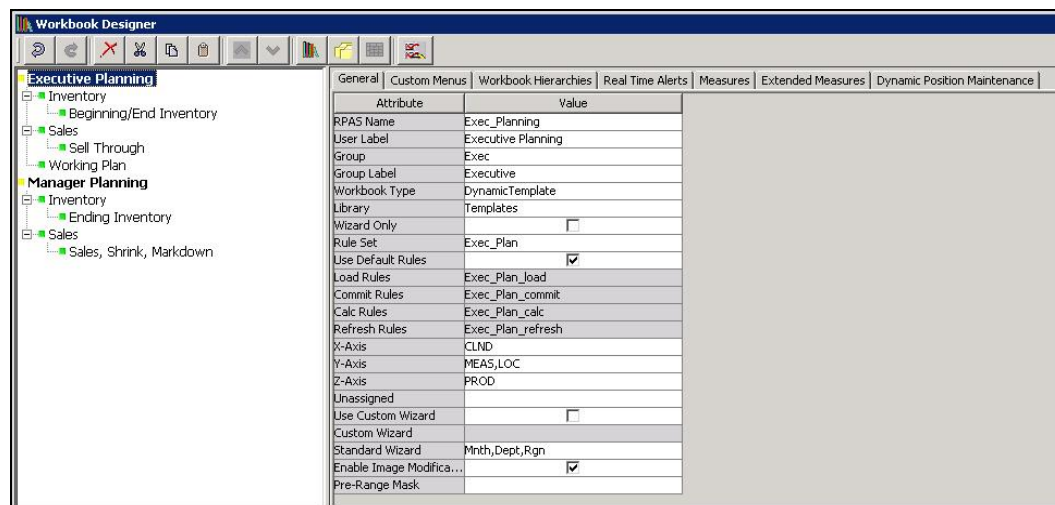 Workbook Designer
Executive Planning
Inventory
Beginning/End Inventory
Sales
Sell Through
Working Plan
Manager Planning
Inventory
Ending Inventory
Sales
Sales, Shrink, Markdown
General Custom Menus Workbook Hierarchies Real Time Alerts Measures Extended Measures Dynamic Position Maintenance
Attribute Value
RPAS Name Exec_Planning
User Label Executive Planning
Group Exec
Group Label Executive
Workbook Type DynamicTemplate
Library Templates
Wizard Only
Rule Set Exec_Plan
Use Default Rules
Load Rules Exec_Plan_load
Commit Rules Exec_Plan_commit
Calc Rules Exec_Plan_calc
Refresh Rules Exec_Plan_refresh
X-Axis CLND
Y-Axis MEAS,LOC
Z-Axis PROD
Unassigned
Use Custom Wizard
Custom Wizard
Standard Wizard Mnth,Dept,Rgn
Enable Image Modifica...
Pre-Range Mask